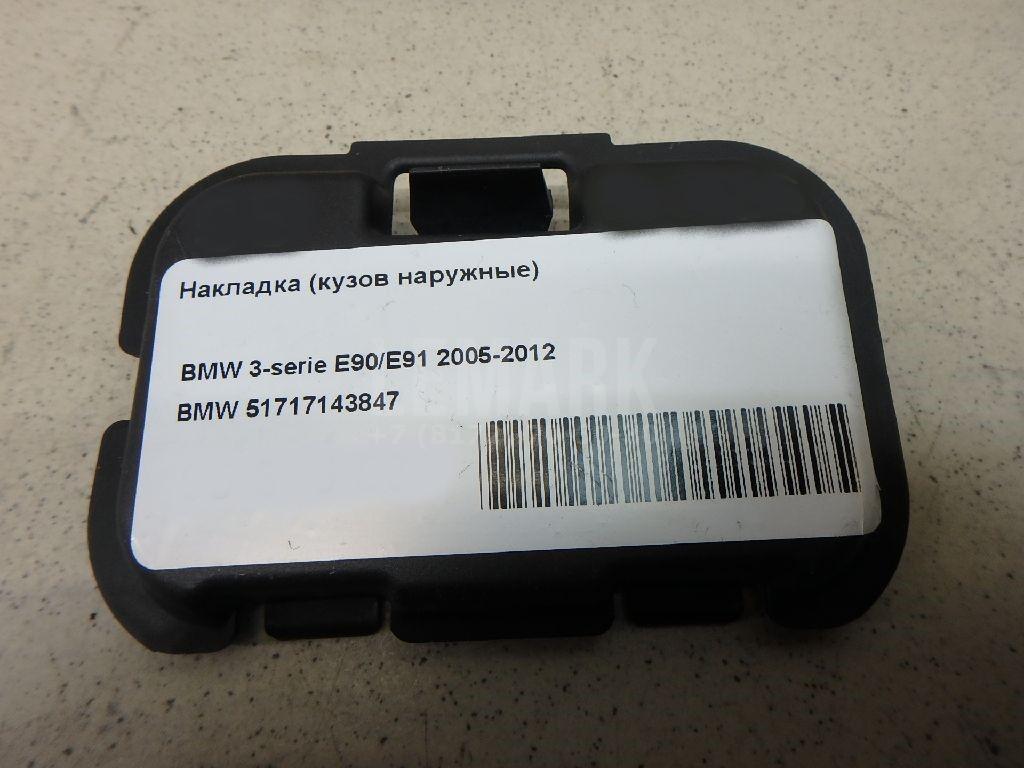 Накладка (кузов наружные)
BMW 3-serie E90/E91 2005-2012
BMW 51717143847